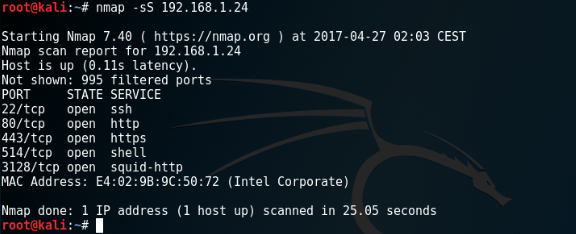 root@kali:~# nmap -sS 192.168.1.24
Starting Nmap 7.40 ( https://nmap.org ) at 2017-04-27 02:03 CEST
Nmap scan report for 192.168.1.24
Host is up (0.11s latency).
Not shown: 995 filtered ports
PORT     STATE SERVICE
22/tcp   open  ssh
80/tcp   open  http
443/tcp  open  https
514/tcp  open  shell
3128/tcp open  squid-http
MAC Address: E4:02:9B:9C:50:72 (Intel Corporate)
Nmap done: 1 IP address (1 host up) scanned in 25.05 seconds
root@kali:~#